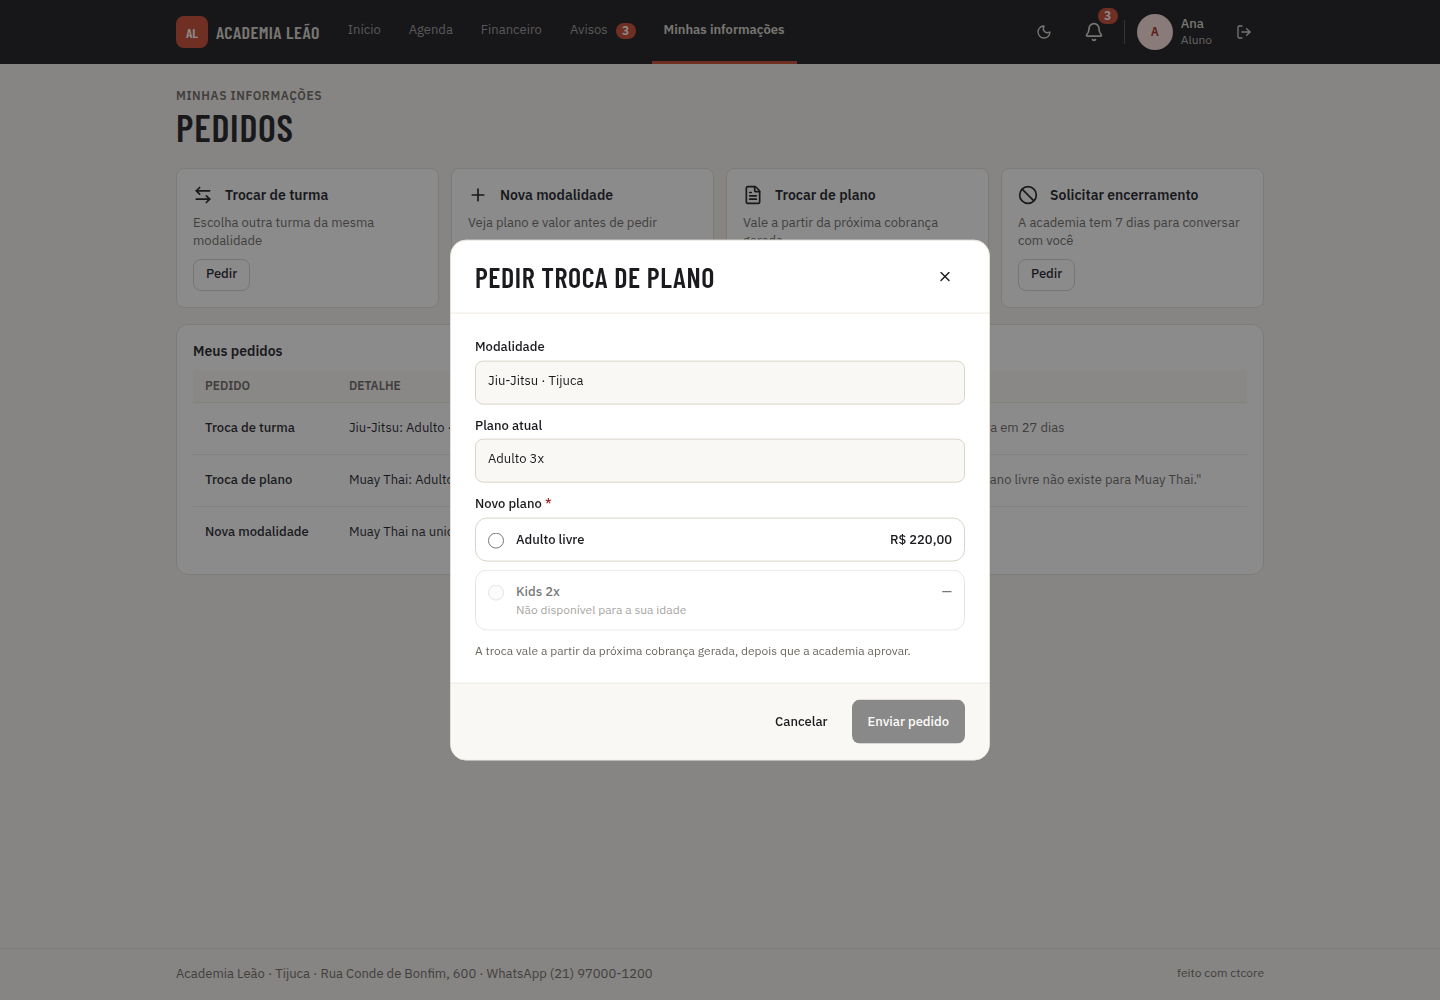 AL ACADEMIA LEÃO Início Agenda Financeiro Avisos 3 Minhas informações 3 A Ana
Aluno
MINHAS INFORMAÇÕES
PEDIDOS
Trocar de turma
Escolha outra turma da mesma
modalidade
Pedir
Nova modalidade
Veja plano e valor antes de pedir
Trocar de plano
Vale a partir da próxima cobrança
gerada
Solicitar encerramento
A academia tem 7 dias para conversar
com você
Pedir
Meus pedidos
PEDIDO DETALHE
Troca de turma Jiu-Jitsu: Adulto · a em 27 dias
Troca de plano Muay Thai: Adulto ano livre não existe para Muay Thai."
Nova modalidade Muay Thai na unid
PEDIR TROCA DE PLANO
Modalidade
Jiu-Jitsu · Tijuca
Plano atual
Adulto 3x
Novo plano *
Adulto livre R$ 220,00
Kids 2x —
Não disponível para a sua idade
A troca vale a partir da próxima cobrança gerada, depois que a academia aprovar.
Cancelar Enviar pedido
Academia Leão · Tijuca · Rua Conde de Bonfim, 600 · WhatsApp (21) 97000-1200 feito com ctcore